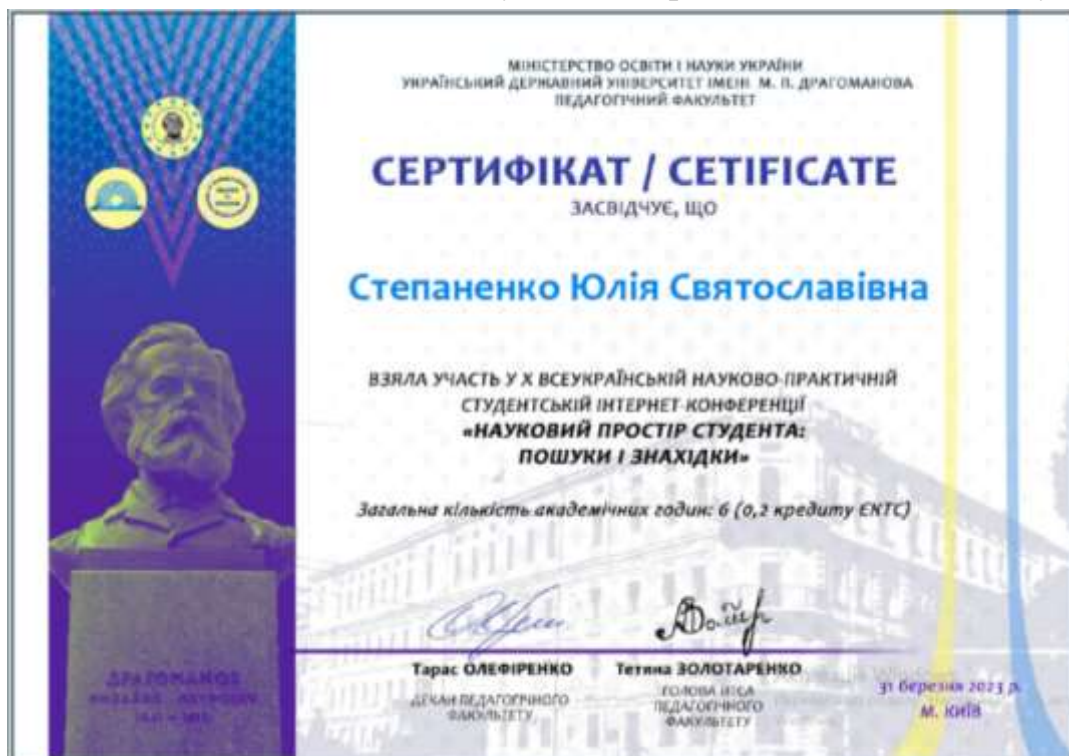 МІНІСТЕРСТВО ОСВІТИ І НАУКИ УКРАЇНИ
УКРАЇНСЬКИЙ ДЕРЖАВНИЙ УНІВЕРСИТЕТ ІМЕНІ М. П. ДРАГОМАНОВА
ПЕДАГОГІЧНИЙ ФАКУЛЬТЕТ
СЕРТИФІКАТ / CETIFICATE
ЗАСВІДЧУЄ, ЩО
Степаненко Юлія Святославівна
ВЗЯЛА УЧАСТЬ У X ВСЕУКРАЇНСЬКІЙ НАУКОВО-ПРАКТИЧНІЙ
СТУДЕНТСЬКІЙ ІНТЕРНЕТ-КОНФЕРЕНЦІЇ
«НАУКОВИЙ ПРОСТІР СТУДЕНТА:
ПОШУКИ І ЗНАХІДКИ»
Загальна кількість академічних годин: 6 (0,2 кредиту ЄКТС)
Тарас ОЛЕФІРЕНКО
ДЕКАН ПЕДАГОГІЧНОГО
ФАКУЛЬТЕТУ
Тетяна ЗОЛОТАРЕНКО
ГОЛОВА
ПЕДАГОГІЧНОГО
ФАКУЛЬТЕТУ
31 березня 2023 р.
М. КИЇВ
ДРАГОМАНОВ